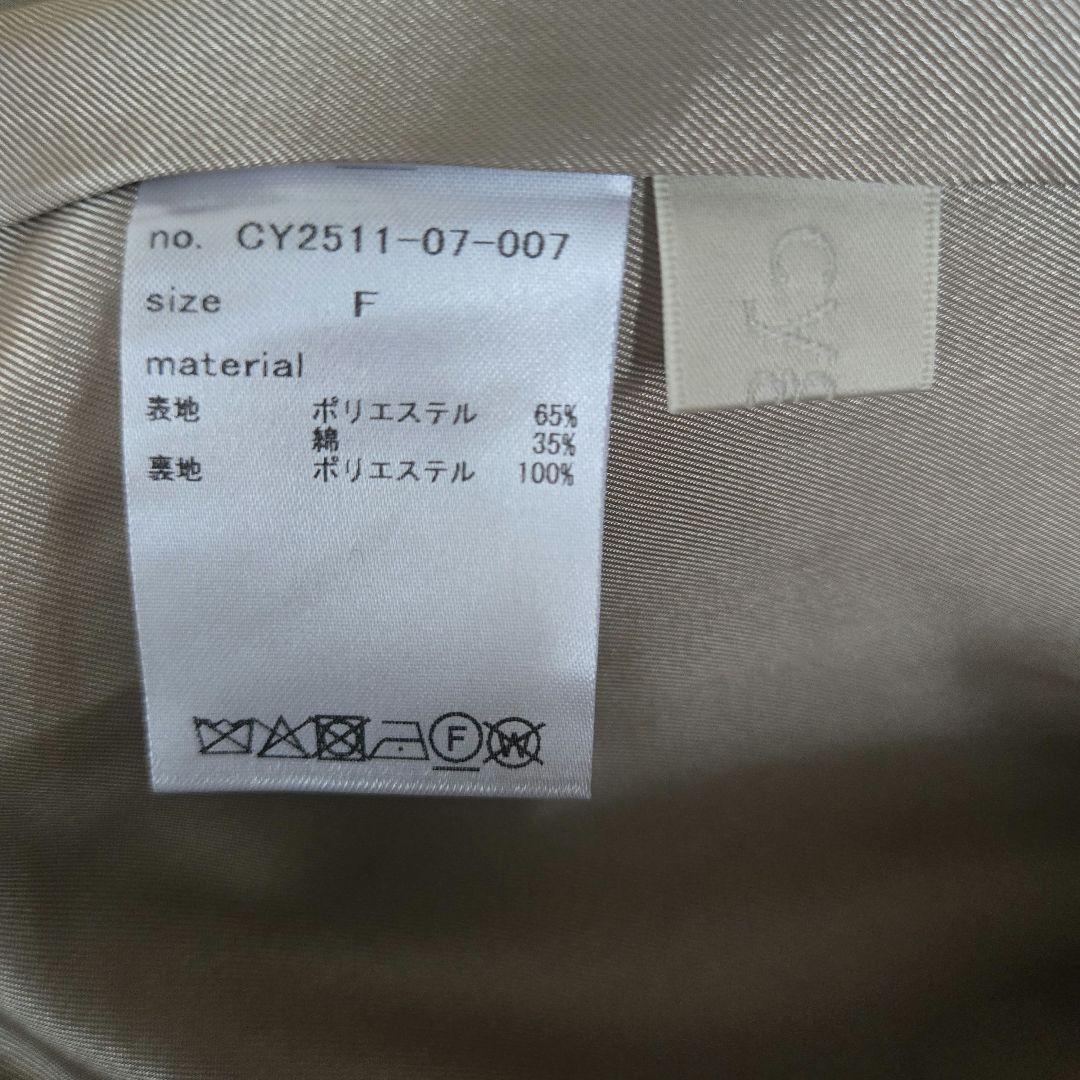 no. CY2511-07-007
size F
material
表地 ポリエステル 65%
綿 35%
裏地 ポリエステル 100%
F
W